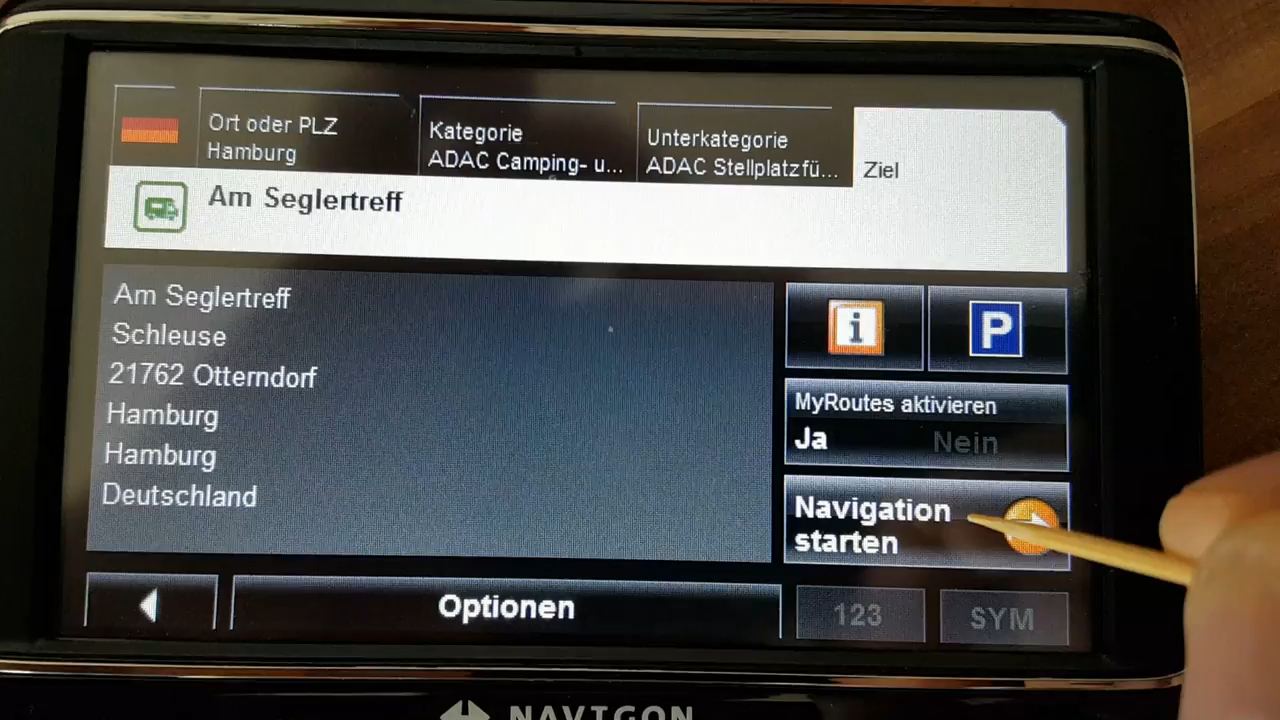 Ort oder PLZ
Hamburg
Kategorie
ADAC Camping- u...
Unterkategorie
ADAC Stellplatzfü...
Ziel
Am Seglertreff
Am Seglertreff
Schleuse
21762 Otterndorf
Hamburg
Hamburg
Deutschland
i
P
MyRoutes aktivieren
Ja Nein
Navigation
starten
Optionen
123
SYM
NAVIGON